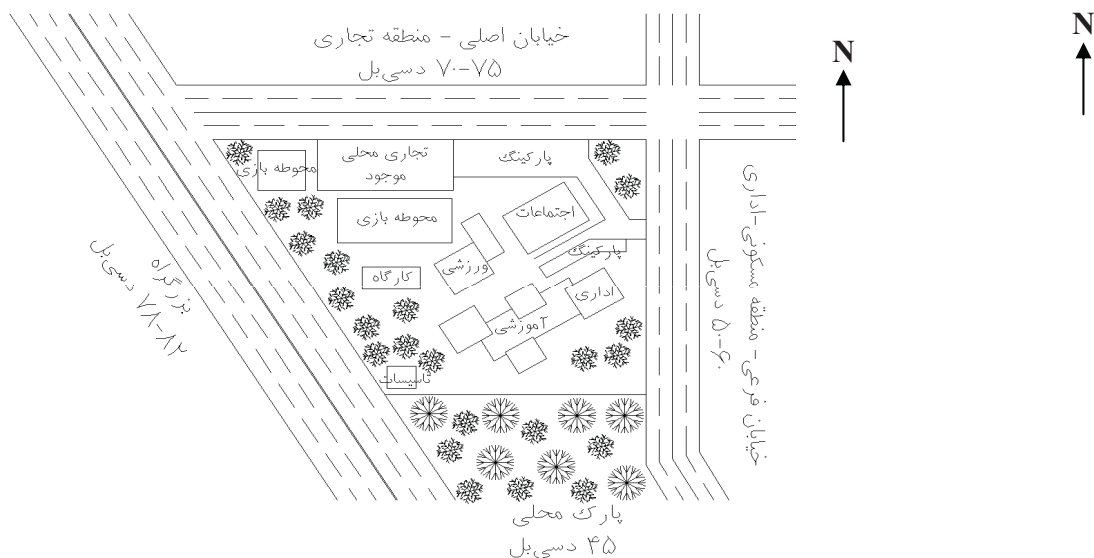 خیابان اصلی - منطقه تجاری
۷۰-۷۵ دسی‌بل
N
N
تجاری محلی
موجود
پارکینگ
محوطه بازی
محوطه بازی
اجتماعات
پارکینگ
ورزشی
کارگاه
اداری
آموزشی
تاسیسات
بزرگراه
۷۸-۸۲ دسی‌بل
خیابان فرعی - منطقه مسکونی-اداری
۵۰-۶۰ دسی‌بل
پارک محلی
۴۵ دسی‌بل